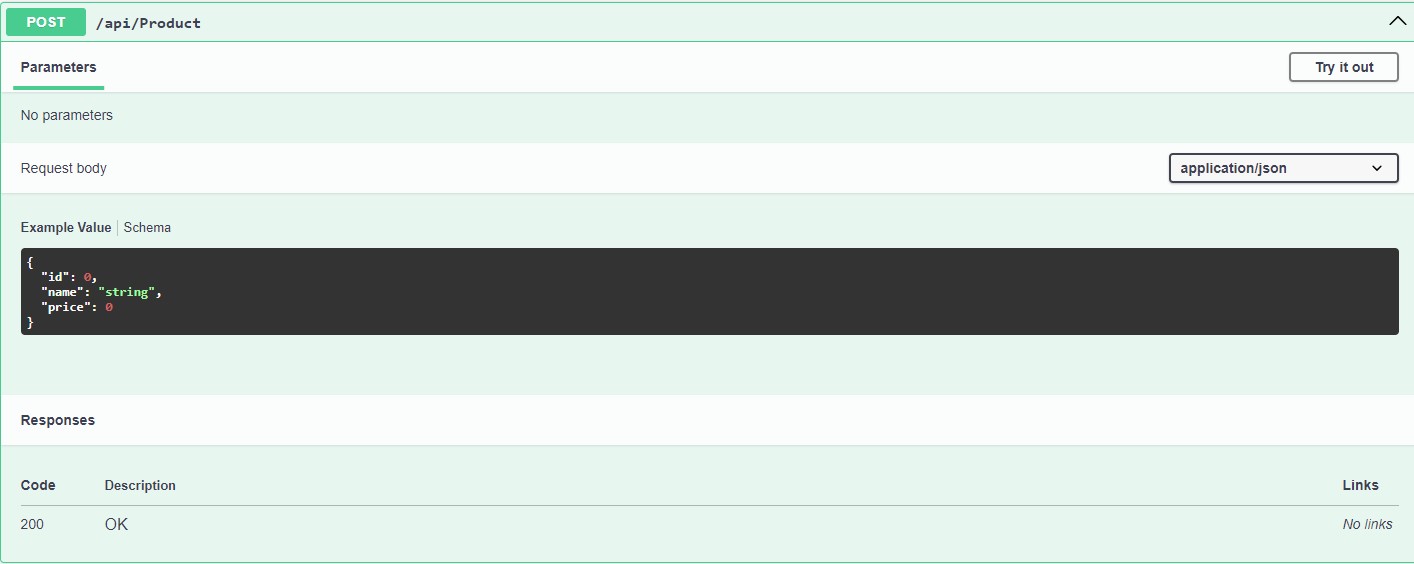 POST /api/Product
Parameters
Try it out
No parameters
Request body
application/json
Example Value Schema
{
"id": 0,
"name": "string",
"price": 0
}
Responses
Code Description Links
200 OK No links